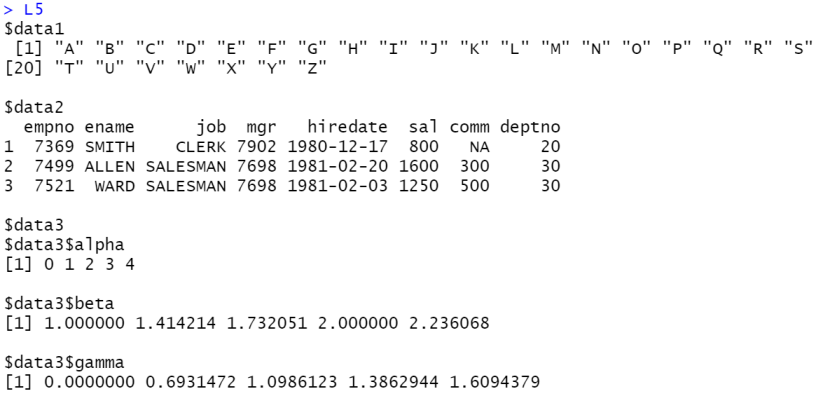 > L5
$data1
 [1] "A" "B" "C" "D" "E" "F" "G" "H" "I" "J" "K" "L" "M" "N" "O" "P" "Q" "R" "S"
[20] "T" "U" "V" "W" "X" "Y" "Z"
$data2
  empno ename      job  mgr   hiredate  sal comm deptno
1  7369 SMITH    CLERK 7902 1980-12-17  800   NA     20
2  7499 ALLEN SALESMAN 7698 1981-02-20 1600  300     30
3  7521  WARD SALESMAN 7698 1981-02-03 1250  500     30
$data3
$data3$alpha
[1] 0 1 2 3 4
$data3$beta
[1] 1.000000 1.414214 1.732051 2.000000 2.236068
$data3$gamma
[1] 0.0000000 0.6931472 1.0986123 1.3862944 1.6094379